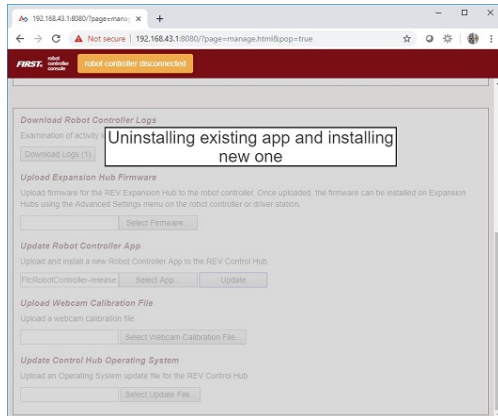 192.168.43.1:8080/?page=manag
Not secure | 192.168.43.1:8080/?page=manage.html&pop=true
FIRST. robot controller console
robot controller disconnected
Download Robot Controller Logs
Examination of activity l
Uninstalling existing app and installing
new one
Download Logs (1)
Upload Expansion Hub Firmware
Upload firmware for the REV Expansion Hub to the robot controller. Once uploaded, the firmware can be installed on Expansion
Hubs using the Advanced Settings menu on the robot controller or driver station.
Select Firmware...
Update Robot Controller App
Upload and install a new Robot Controller App to the REV Control Hub.
FtcRobotController-release Select App... Update
Upload Webcam Calibration File
Upload a webcam calibration file.
Select Webcam Calibration File...
Update Control Hub Operating System
Upload an Operating System update file for the REV Control Hub
Select Update File...